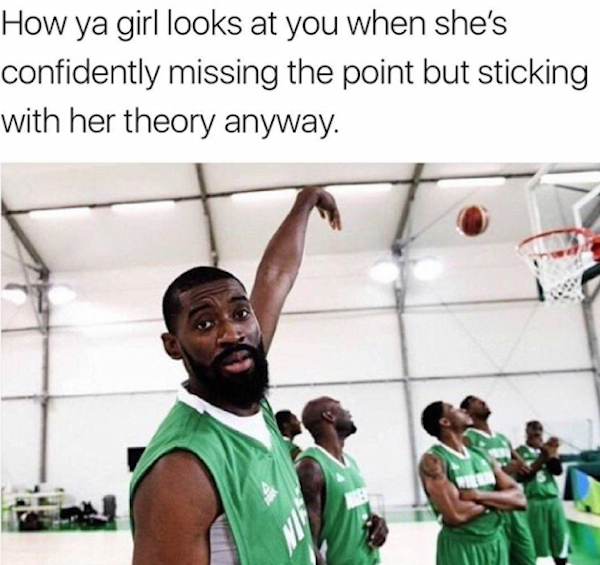 How ya girl looks at you when she's
confidently missing the point but sticking
with her theory anyway.